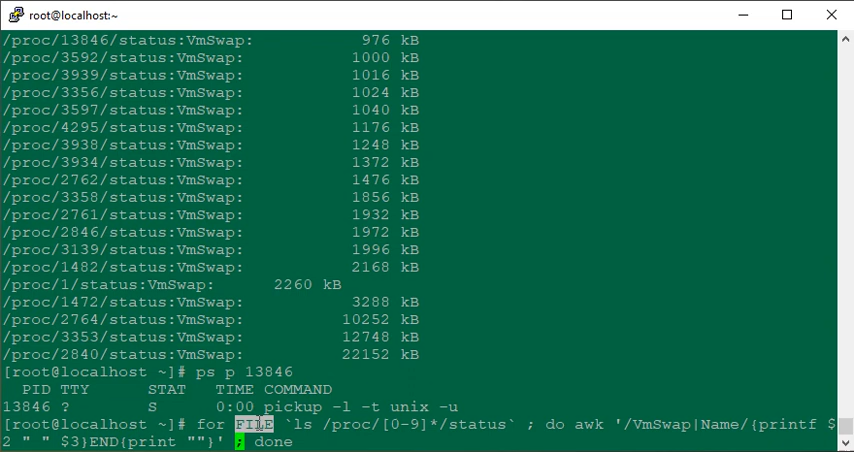 root@localhost:~
/proc/13846/status:VmSwap: 976 kB
/proc/3592/status:VmSwap: 1000 kB
/proc/3939/status:VmSwap: 1016 kB
/proc/3356/status:VmSwap: 1024 kB
/proc/3597/status:VmSwap: 1040 kB
/proc/4295/status:VmSwap: 1176 kB
/proc/3938/status:VmSwap: 1248 kB
/proc/3934/status:VmSwap: 1372 kB
/proc/2762/status:VmSwap: 1476 kB
/proc/3358/status:VmSwap: 1856 kB
/proc/2761/status:VmSwap: 1932 kB
/proc/2846/status:VmSwap: 1972 kB
/proc/3139/status:VmSwap: 1996 kB
/proc/1482/status:VmSwap: 2168 kB
/proc/1/status:VmSwap: 2260 kB
/proc/1472/status:VmSwap: 3288 kB
/proc/2764/status:VmSwap: 10252 kB
/proc/3353/status:VmSwap: 12748 kB
/proc/2840/status:VmSwap: 22152 kB
[root@localhost ~]# ps p 13846
PID TTY STAT TIME COMMAND
13846 ? S 0:00 pickup -l -t unix -u
[root@localhost ~]# for FILE `ls /proc/[0-9]*/status` ; do awk '/VmSwap|Name/{printf $
2 " " $3}END{print ""}' ; done